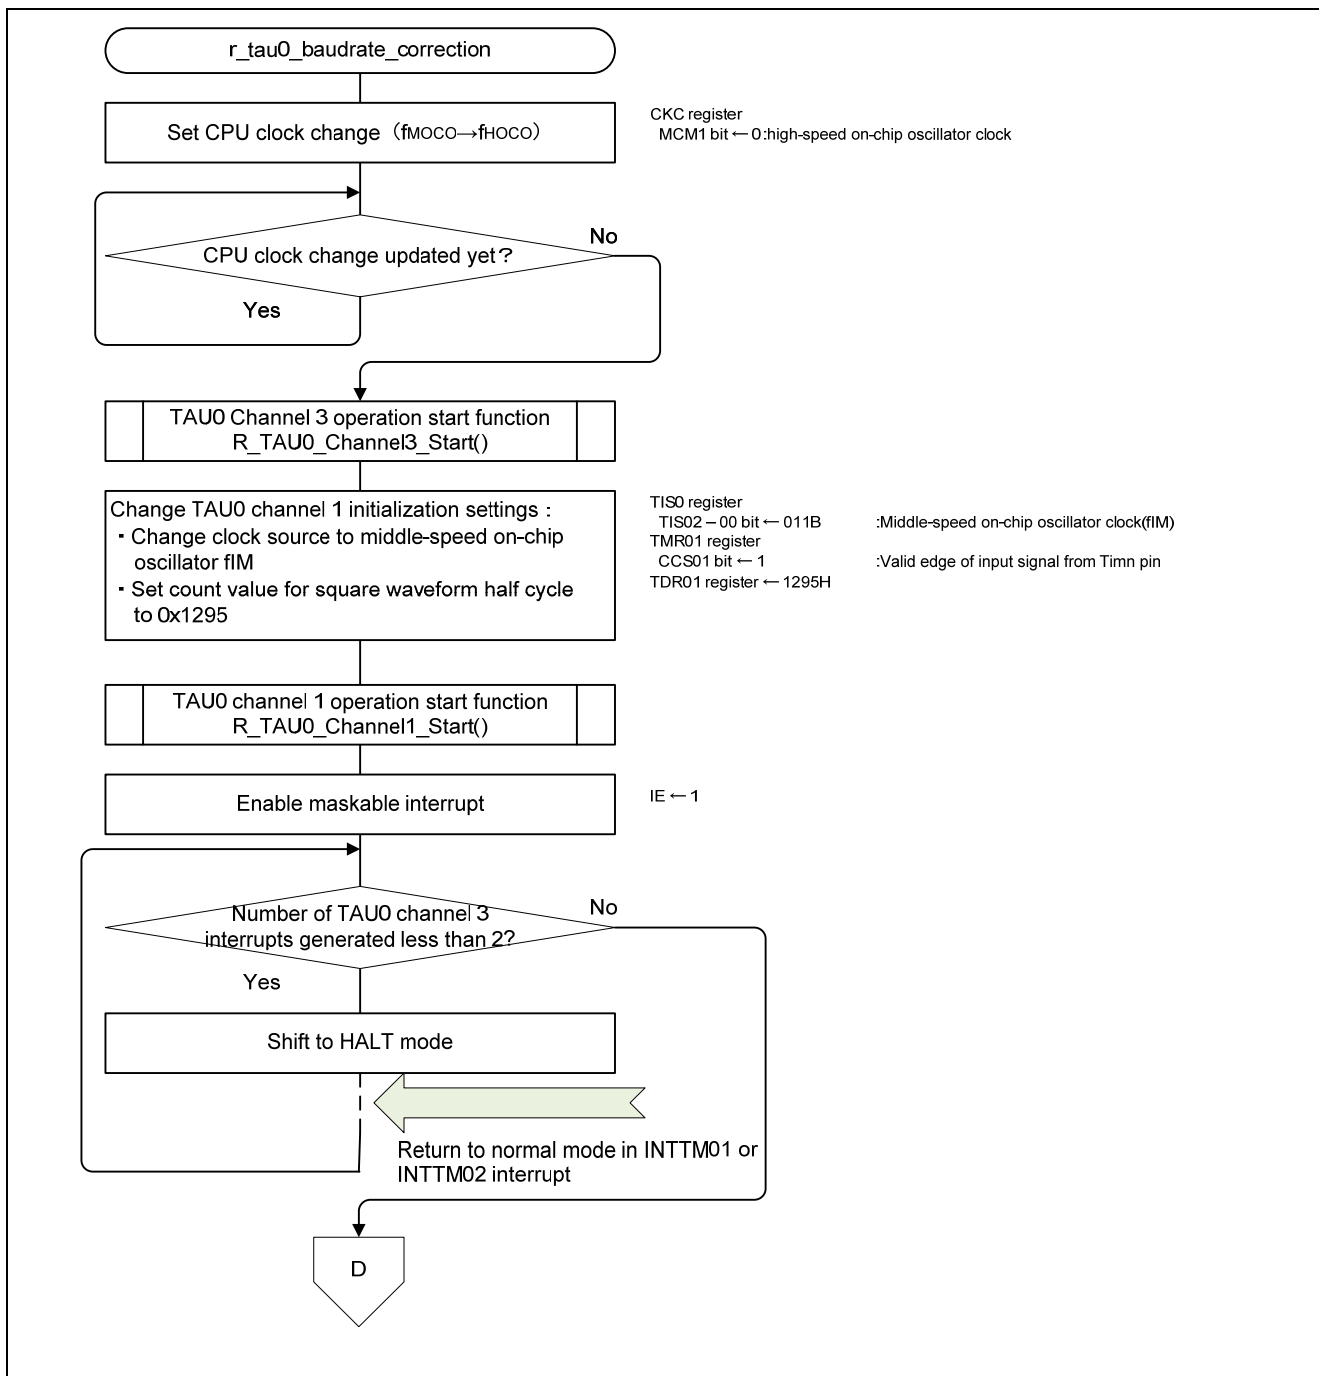 r_tau0_baudrate_correction
Set CPU clock change （fMOCO→fHOCO）
CKC register
MCM1 bit ← 0:high-speed on-chip oscillator clock
CPU clock change updated yet？
No
Yes
TAU0 Channel 3 operation start function
R_TAU0_Channel3_Start()
Change TAU0 channel 1 initialization settings：
・Change clock source to middle-speed on-chip
oscillator fIM
・Set count value for square waveform half cycle
to 0x1295
TIS0 register
TIS02 – 00 bit ← 011B :Middle-speed on-chip oscillator clock(fIM)
TMR01 register
CCS01 bit ← 1 :Valid edge of input signal from Timn pin
TDR01 register ← 1295H
TAU0 channel 1 operation start function
R_TAU0_Channel1_Start()
Enable maskable interrupt
IE ← 1
Number of TAU0 channel 3
interrupts generated less than 2?
No
Yes
Shift to HALT mode
Return to normal mode in INTTM01 or
INTTM02 interrupt
D